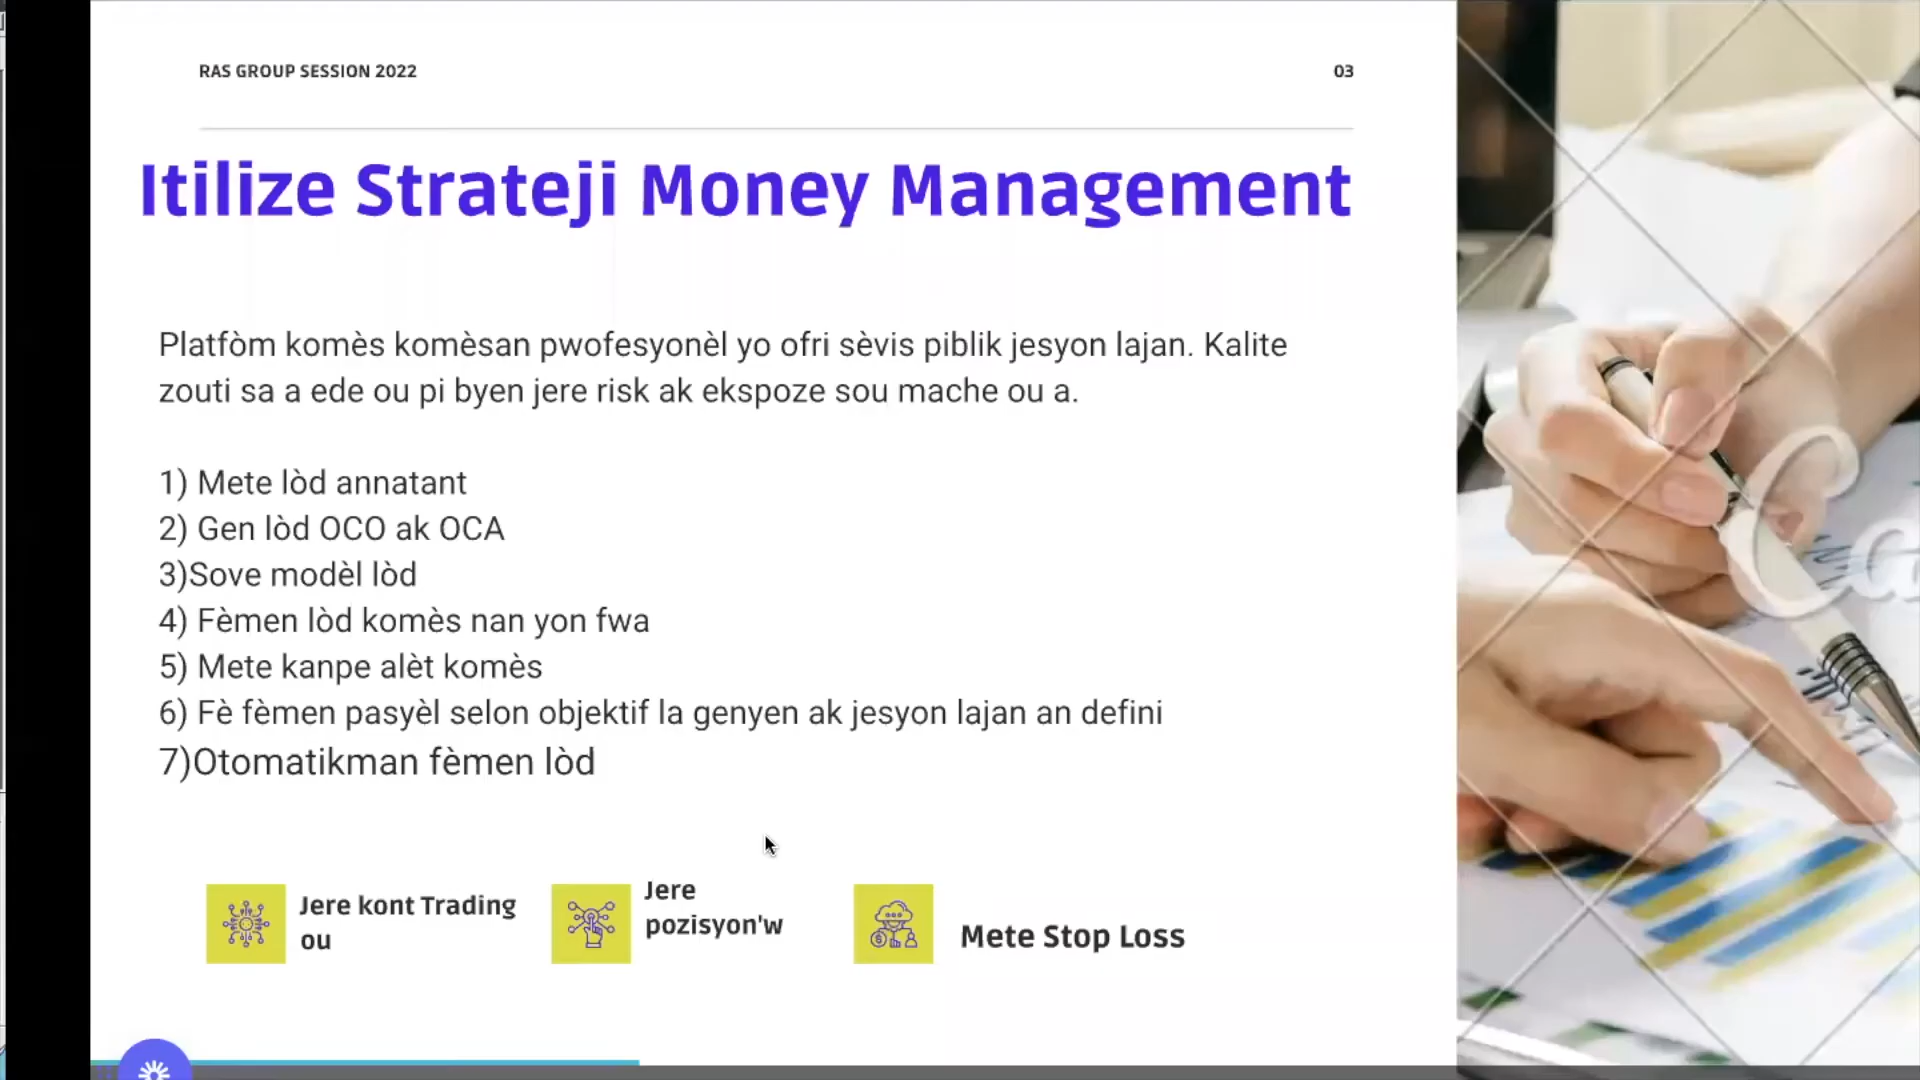 RAS GROUP SESSION 2022
03
Itilize Strateji Money Management
Platfòm komès komèsan pwofesyonèl yo ofri sèvis piblik jesyon lajan. Kalite
zouti sa a ede ou pi byen jere risk ak ekspoze sou mache ou a.
1) Mete lòd annatant
2) Gen lòd OCO ak OCA
3)Sove modèl lòd
4) Fèmen lòd komès nan yon fwa
5) Mete kanpe alèt komès
6) Fè fèmen pasyèl selon objektif la genyen ak jesyon lajan an defini
7)Otomatikman fèmen lòd
Jere kont Trading
ou
Jere
pozisyon'w
Mete Stop Loss